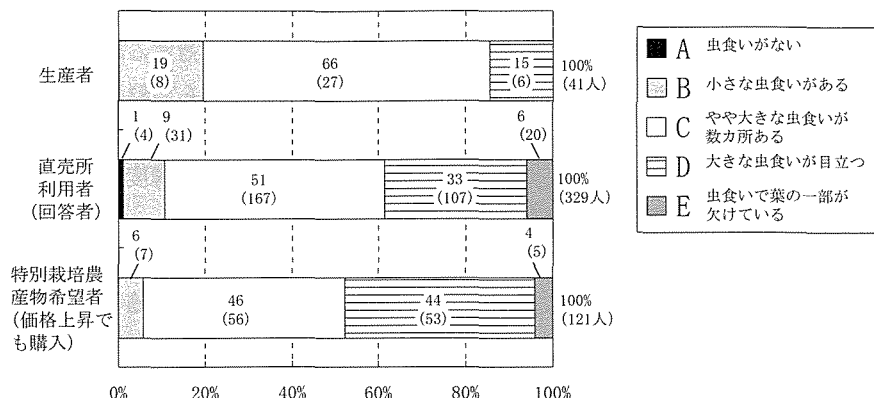 生産者
19
(8)
66
(27)
15
(6)
100%
(41人)
1
(4)
9
(31)
6
(20)
直売所
利用者
(回答者)
51
(167)
33
(107)
100%
(329人)
6
(7)
4
(5)
特別栽培農
産物希望者
(価格上昇で
も購入)
46
(56)
44
(53)
100%
(121人)
0% 20% 40% 60% 80% 100%
A 虫食いがない
B 小さな虫食いがある
C やや大きな虫食いが
数カ所ある
D 大きな虫食いが目立つ
E 虫食いで葉の一部が
欠けている